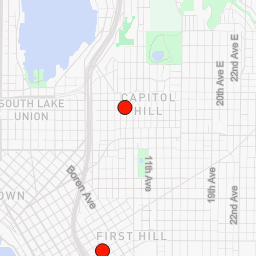 20th Ave E
22nd Ave E
CAPITOL
HILL
SOUTH LAKE
UNION
11th Ave
Boren Ave
19th Ave
22nd Ave
OWN
FIRST HILL